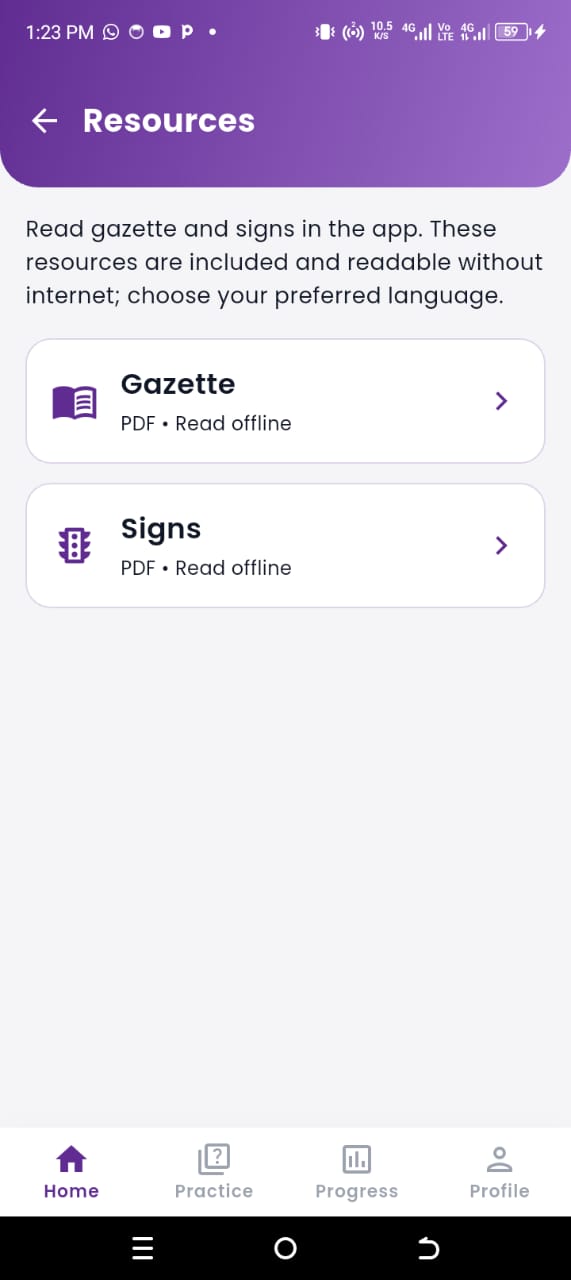 1:23 PM
10.5 K/S 4G Vo LTE 4G 59
Resources
Read gazette and signs in the app. These
resources are included and readable without
internet; choose your preferred language.
Gazette
PDF • Read offline
Signs
PDF • Read offline
Home Practice Progress Profile